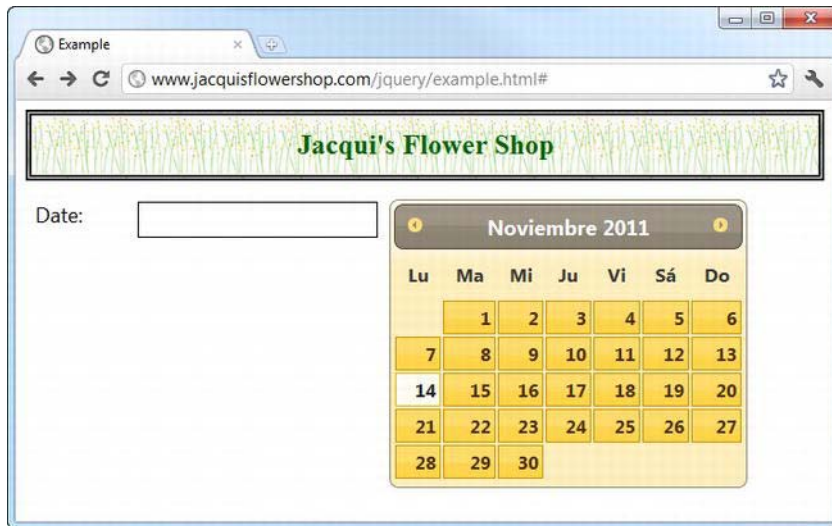 Example
www.jacquisflowershop.com/jquery/example.html#
Jacqui's Flower Shop
Date:
Noviembre 2011
Lu Ma Mi Ju Vi Sá Do
1 2 3 4 5 6
7 8 9 10 11 12 13
14 15 16 17 18 19 20
21 22 23 24 25 26 27
28 29 30